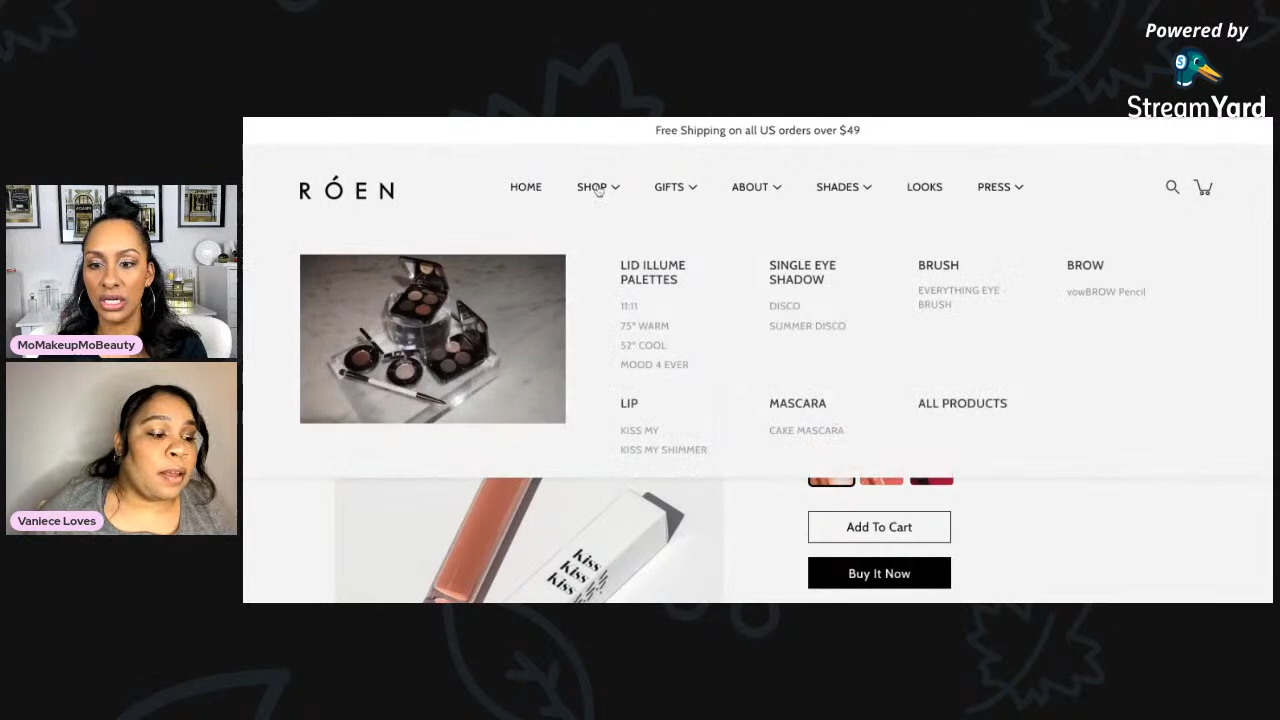 Powered by
StreamYard
Free Shipping on all US orders over $49
RÓEN
HOME
SHOP
GIFTS
ABOUT
SHADES
LOOKS
PRESS
LID ILLUME
PALETTES
11:11
75° WARM
52° COOL
MOOD 4 EVER
SINGLE EYE
SHADOW
DISCO
SUMMER DISCO
BRUSH
EVERYTHING EYE
BRUSH
BROW
vowBROW Pencil
LIP
KISS MY
KISS MY SHIMMER
MASCARA
CAKE MASCARA
ALL PRODUCTS
kiss
kiss
kiss
Add To Cart
Buy It Now
MoMakeupMoBeauty
Vaniece Loves